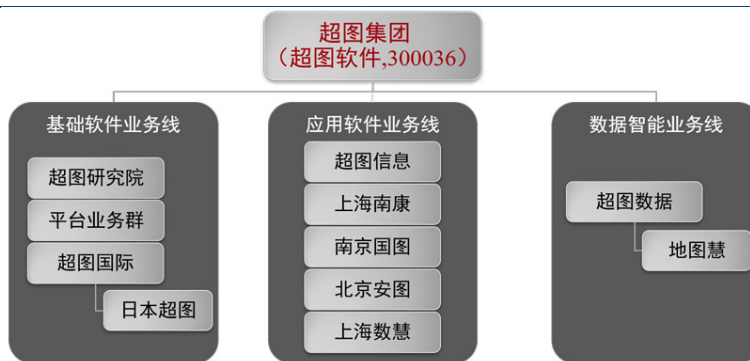 超图集团
（超图软件,300036）
基础软件业务线
超图研究院
平台业务群
超图国际
日本超图
应用软件业务线
超图信息
上海南康
南京国图
北京安图
上海数慧
数据智能业务线
超图数据
地图慧